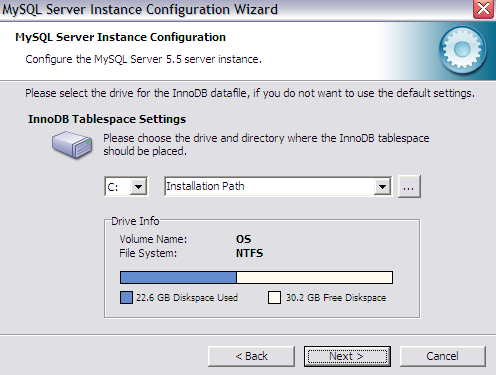 MySQL Server Instance Configuration Wizard
MySQL Server Instance Configuration
Configure the MySQL Server 5.5 server instance.
Please select the drive for the InnoDB datafile, if you do not want to use the default settings.
InnoDB Tablespace Settings
Please choose the drive and directory where the InnoDB tablespace
should be placed.
C: Installation Path ...
Drive Info
Volume Name: OS
File System: NTFS
22.6 GB Diskspace Used 30.2 GB Free Diskspace
< Back Next > Cancel